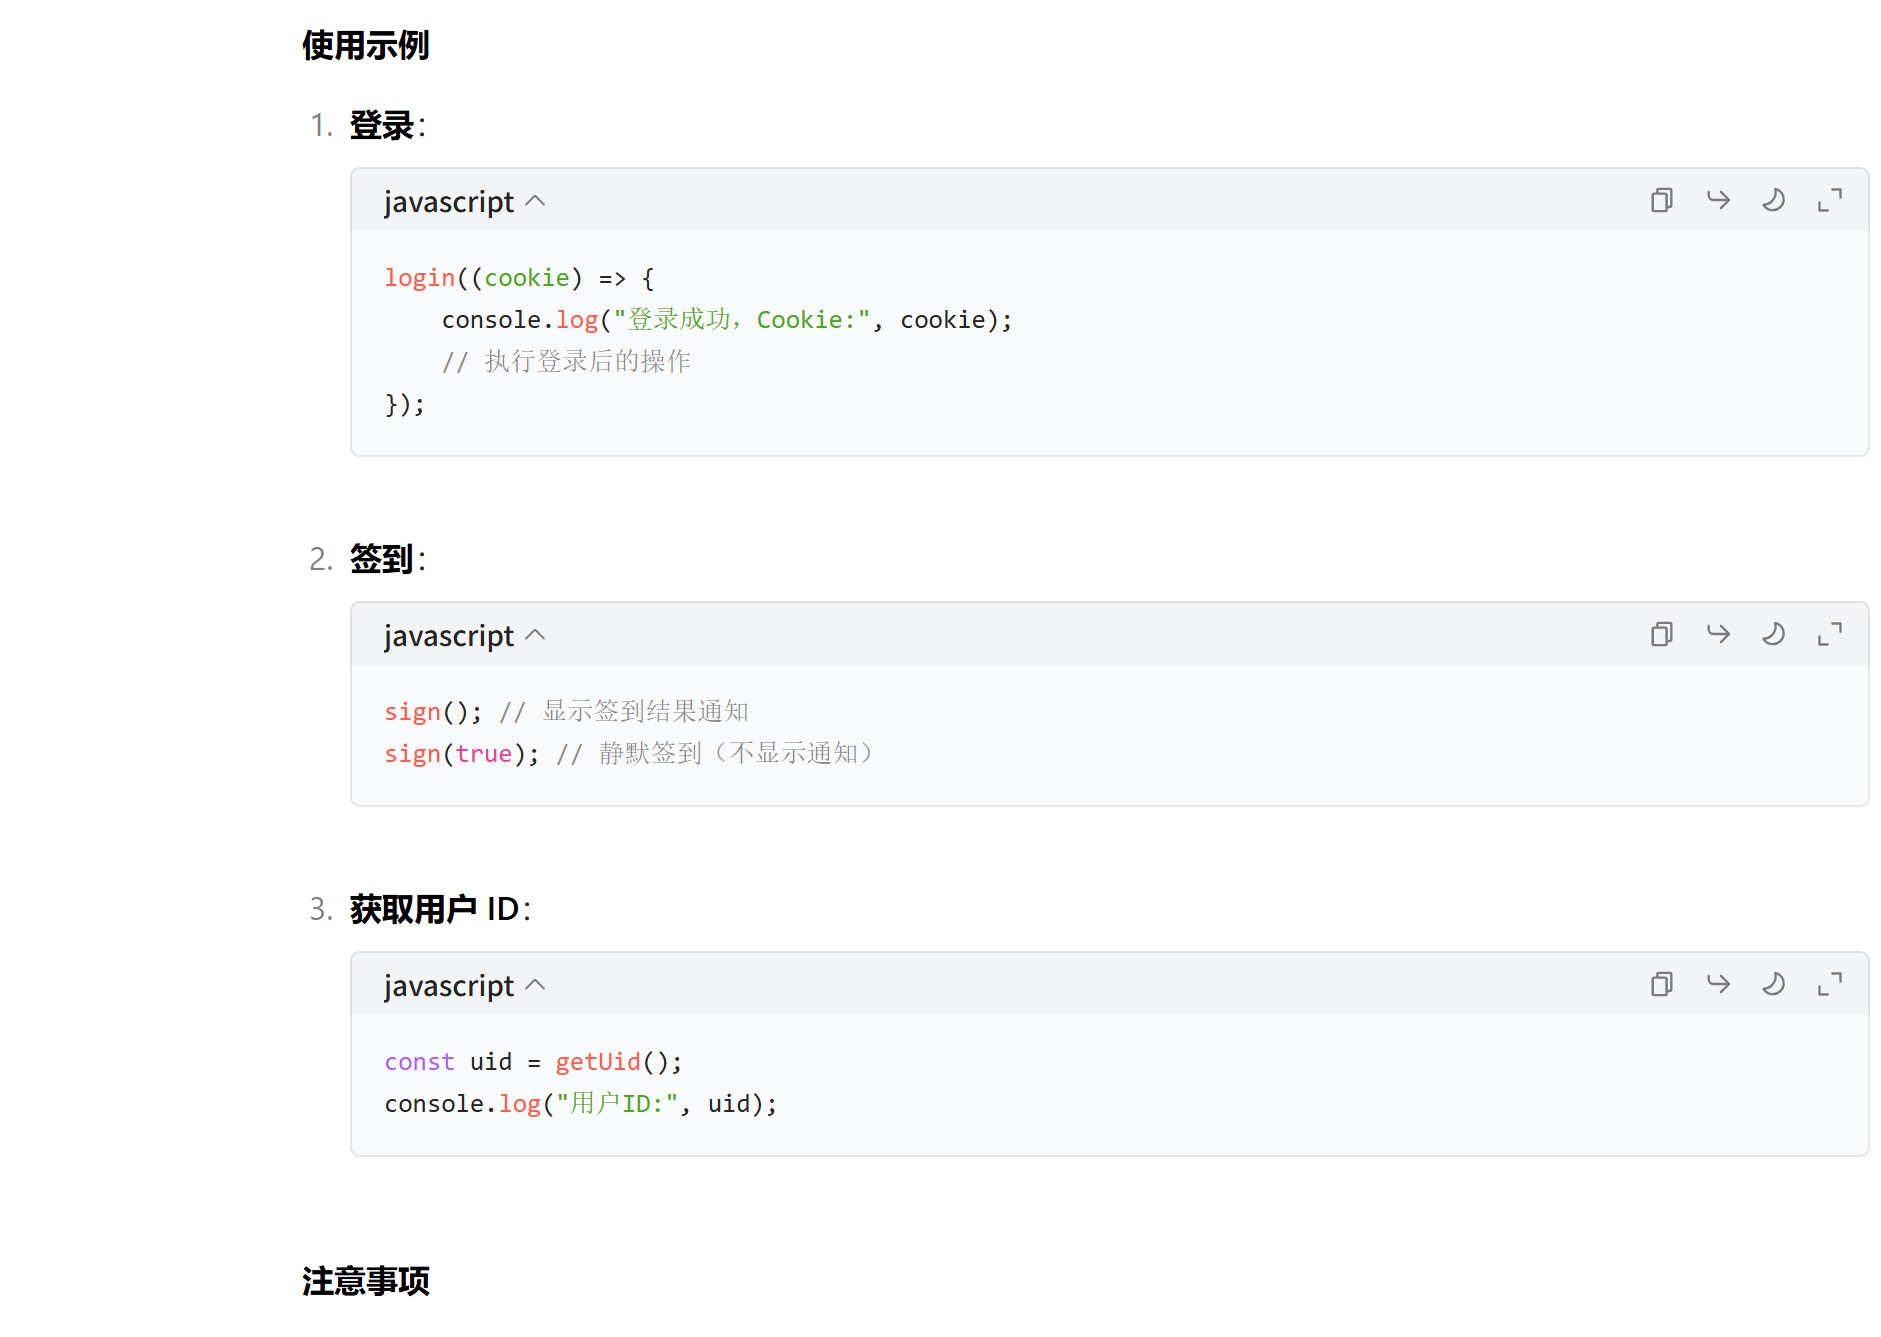 使用示例
1. 登录：
javascript
login((cookie) => {
    console.log("登录成功，Cookie:", cookie);
    // 执行登录后的操作
});
2. 签到：
javascript
sign(); // 显示签到结果通知
sign(true); // 静默签到（不显示通知）
3. 获取用户 ID：
javascript
const uid = getUid();
console.log("用户ID:", uid);
注意事项